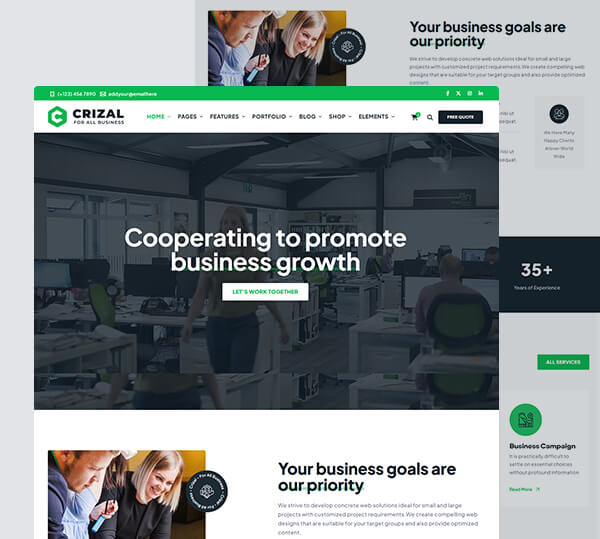 Your business goals are
our priority
We strive to develop concrete web solutions ideal for small and large
projects with customized project requirements. We create compelling web
designs that are suitable for your target groups and also provide optimized
content.
(+123) 456 7890 addyour@emailhere
CRIZAL
FOR ALL BUSINESS
HOME PAGES FEATURES PORTFOLIO BLOG SHOP ELEMENTS FREE QUOTE
We Have Many
Happy Clients
Allover World
Wide
Cooperating to promote
business growth
LET'S WORK TOGETHER
35+
Years of Experience
ALL SERVICES
Business Campaign
It is practically difficult to
settle on essential choices
without profound information
Read More
Your business goals are
our priority
We strive to develop concrete web solutions ideal for small and large
projects with customized project requirements. We create compelling web
designs that are suitable for your target groups and also provide optimized
content.